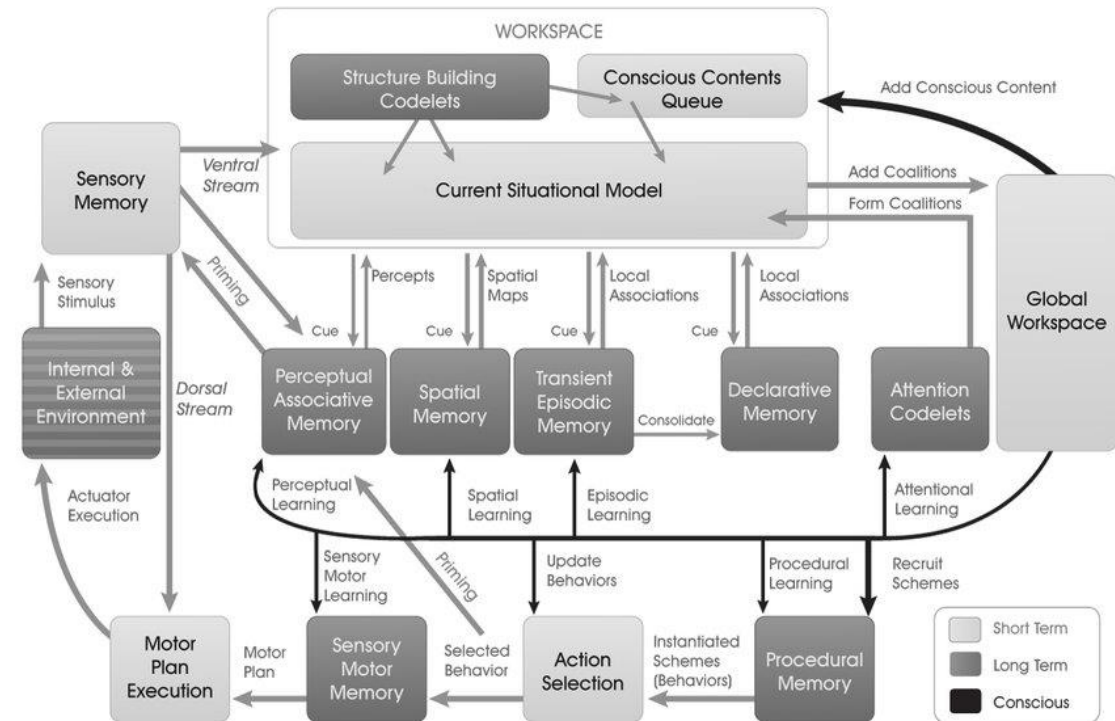 WORKSPACE
Structure Building
Codelets
Conscious Contents
Queue
Add Conscious Content
Sensory
Memory
Ventral
Stream
Current Situational Model
Add Coalitions
Form Coalitions
Global
Workspace
Sensory
Stimulus
Priming
Percepts
Cue
Spatial
Maps
Cue
Local
Associations
Cue
Local
Associations
Cue
Internal &
External
Environment
Dorsal
Stream
Perceptual
Associative
Memory
Spatial
Memory
Transient
Episodic
Memory
Consolidate
Declarative
Memory
Attention
Codelets
Actuator
Execution
Perceptual
Learning
Spatial
Learning
Episodic
Learning
Attentional
Learning
Sensory
Motor
Learning
Priming
Update
Behaviors
Procedural
Learning
Recruit
Schemes
Motor
Plan
Execution
Motor
Plan
Sensory
Motor
Memory
Selected
Behavior
Action
Selection
Instantiated
Schemes
(Behaviors)
Procedural
Memory
Short Term
Long Term
Conscious